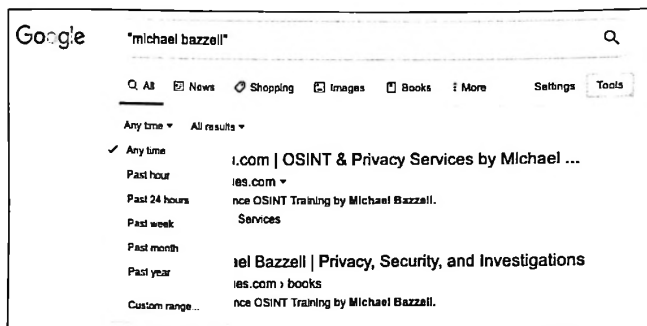 Google "michael bazzell"
All News Shopping Images Books More Settings Tools
Any time All results
Any time
.com | OSINT & Privacy Services by Michael ...
Past hour
es.com
Past 24 hours
nce OSINT Training by Michael Bazzell.
Past week
Services
Past month
el Bazzell | Privacy, Security, and Investigations
Past year
es.com › books
Custom range...
nce OSINT Training by Michael Bazzell.